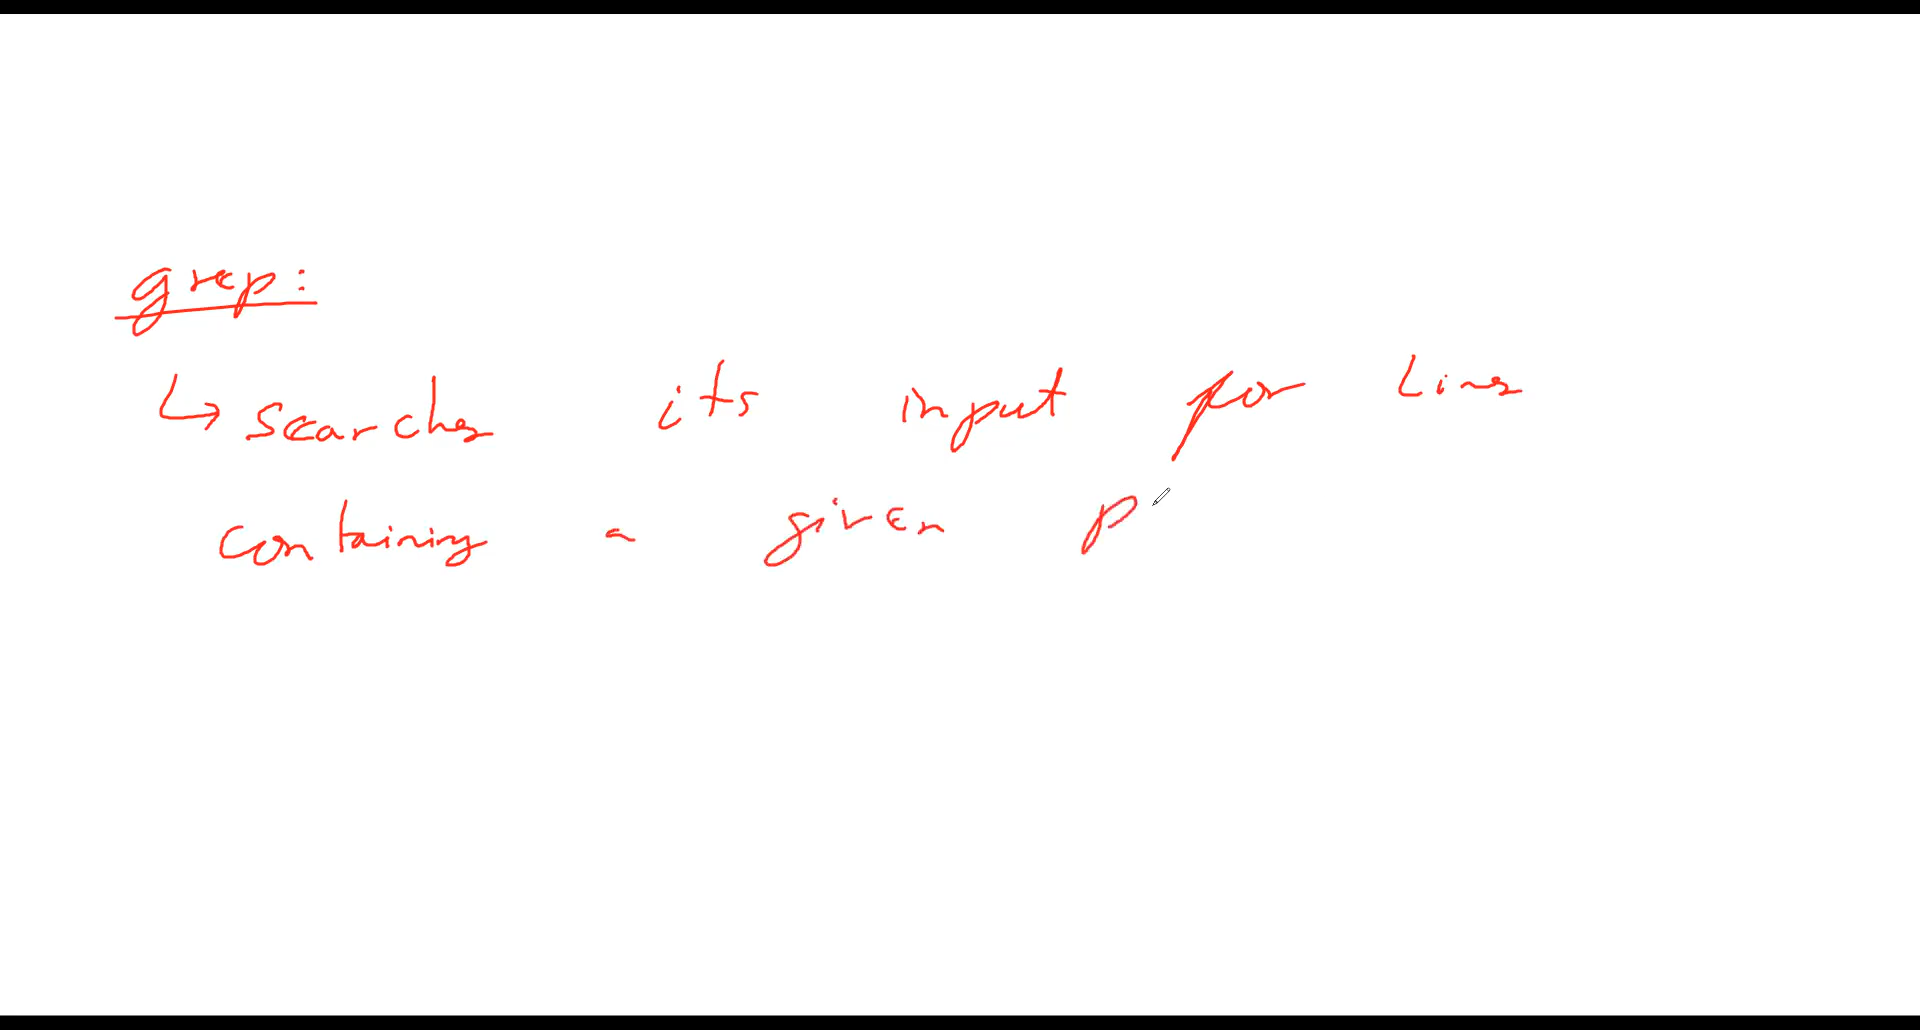 grep:
↳ searches its input for lines
containing a given P